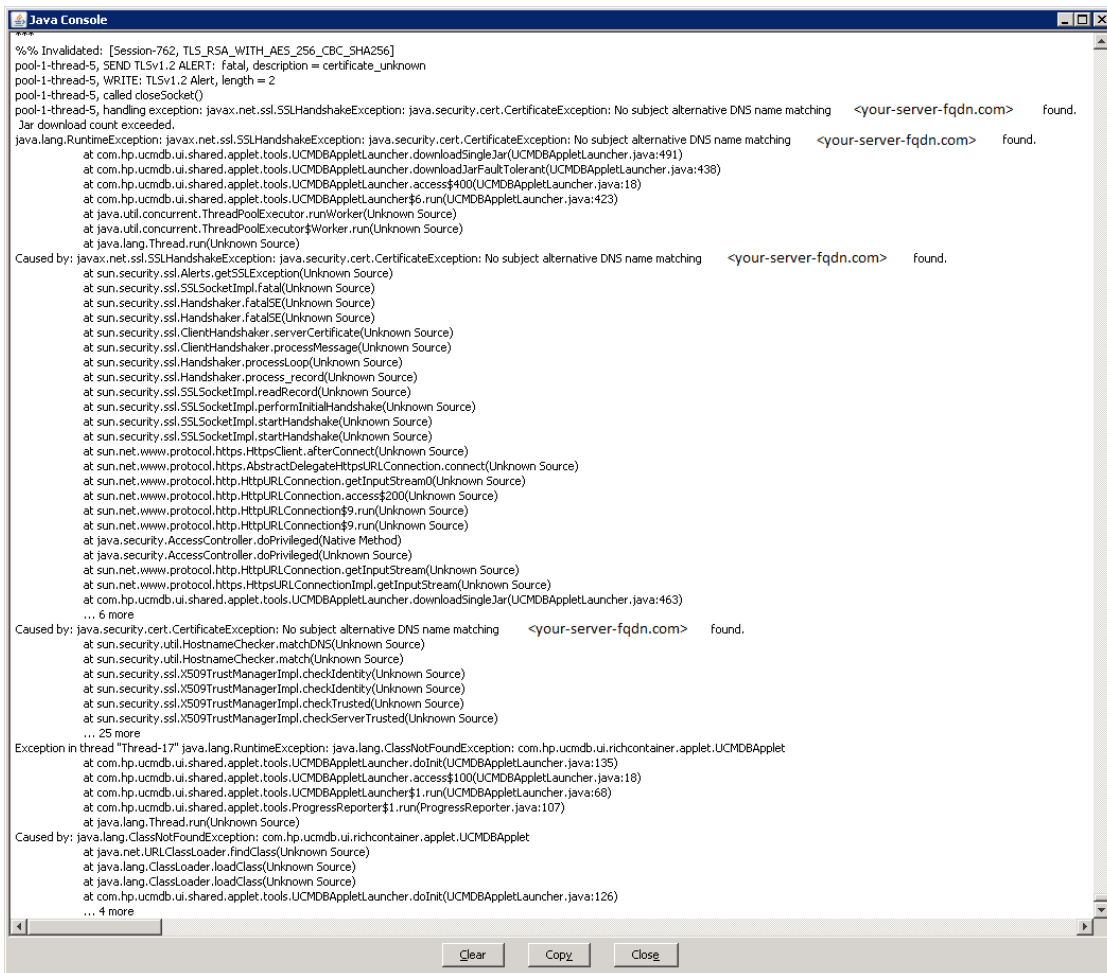 Java Console
***
%% Invalidated: [Session-762, TLS_RSA_WITH_AES_256_CBC_SHA256]
pool-1-thread-5, SEND TLSv1.2 ALERT: fatal, description = certificate_unknown
pool-1-thread-5, WRITE: TLSv1.2 Alert, length = 2
pool-1-thread-5, called closeSocket()
pool-1-thread-5, handling exception: javax.net.ssl.SSLHandshakeException: java.security.cert.CertificateException: No subject alternative DNS name matching <your-server-fqdn.com> found.
Jar download count exceeded.
java.lang.RuntimeException: javax.net.ssl.SSLHandshakeException: java.security.cert.CertificateException: No subject alternative DNS name matching <your-server-fqdn.com> found.
at com.hp.ucmdb.ui.shared.applet.tools.UCMDBAppletLauncher.downloadSingleJar(UCMDBAppletLauncher.java:491)
at com.hp.ucmdb.ui.shared.applet.tools.UCMDBAppletLauncher.downloadJarFaultTolerant(UCMDBAppletLauncher.java:438)
at com.hp.ucmdb.ui.shared.applet.tools.UCMDBAppletLauncher.access$400(UCMDBAppletLauncher.java:18)
at com.hp.ucmdb.ui.shared.applet.tools.UCMDBAppletLauncher$6.run(UCMDBAppletLauncher.java:423)
at java.util.concurrent.ThreadPoolExecutor.runWorker(Unknown Source)
at java.util.concurrent.ThreadPoolExecutor$Worker.run(Unknown Source)
at java.lang.Thread.run(Unknown Source)
Caused by: javax.net.ssl.SSLHandshakeException: java.security.cert.CertificateException: No subject alternative DNS name matching <your-server-fqdn.com> found.
at sun.security.ssl.Alerts.getSSLException(Unknown Source)
at sun.security.ssl.SSLSocketImpl.fatal(Unknown Source)
at sun.security.ssl.Handshaker.fatalSE(Unknown Source)
at sun.security.ssl.Handshaker.fatalSE(Unknown Source)
at sun.security.ssl.ClientHandshaker.serverCertificate(Unknown Source)
at sun.security.ssl.ClientHandshaker.processMessage(Unknown Source)
at sun.security.ssl.Handshaker.processLoop(Unknown Source)
at sun.security.ssl.Handshaker.process_record(Unknown Source)
at sun.security.ssl.SSLSocketImpl.readRecord(Unknown Source)
at sun.security.ssl.SSLSocketImpl.performInitialHandshake(Unknown Source)
at sun.security.ssl.SSLSocketImpl.startHandshake(Unknown Source)
at sun.security.ssl.SSLSocketImpl.startHandshake(Unknown Source)
at sun.net.www.protocol.https.HttpsClient.afterConnect(Unknown Source)
at sun.net.www.protocol.https.AbstractDelegateHttpsURLConnection.connect(Unknown Source)
at sun.net.www.protocol.http.HttpURLConnection.getInputStream0(Unknown Source)
at sun.net.www.protocol.http.HttpURLConnection.access$200(Unknown Source)
at sun.net.www.protocol.http.HttpURLConnection$9.run(Unknown Source)
at sun.net.www.protocol.http.HttpURLConnection$9.run(Unknown Source)
at java.security.AccessController.doPrivileged(Native Method)
at java.security.AccessController.doPrivileged(Unknown Source)
at sun.net.www.protocol.http.HttpURLConnection.getInputStream(Unknown Source)
at sun.net.www.protocol.https.HttpsURLConnectionImpl.getInputStream(Unknown Source)
at com.hp.ucmdb.ui.shared.applet.tools.UCMDBAppletLauncher.downloadSingleJar(UCMDBAppletLauncher.java:463)
... 6 more
Caused by: java.security.cert.CertificateException: No subject alternative DNS name matching <your-server-fqdn.com> found.
at sun.security.util.HostnameChecker.matchDNS(Unknown Source)
at sun.security.util.HostnameChecker.match(Unknown Source)
at sun.security.ssl.X509TrustManagerImpl.checkIdentity(Unknown Source)
at sun.security.ssl.X509TrustManagerImpl.checkIdentity(Unknown Source)
at sun.security.ssl.X509TrustManagerImpl.checkTrusted(Unknown Source)
at sun.security.ssl.X509TrustManagerImpl.checkServerTrusted(Unknown Source)
... 25 more
Exception in thread "Thread-17" java.lang.RuntimeException: java.lang.ClassNotFoundException: com.hp.ucmdb.ui.richcontainer.applet.UCMDBApplet
at com.hp.ucmdb.ui.shared.applet.tools.UCMDBAppletLauncher.doInit(UCMDBAppletLauncher.java:135)
at com.hp.ucmdb.ui.shared.applet.tools.UCMDBAppletLauncher.access$100(UCMDBAppletLauncher.java:18)
at com.hp.ucmdb.ui.shared.applet.tools.UCMDBAppletLauncher$1.run(UCMDBAppletLauncher.java:68)
at com.hp.ucmdb.ui.shared.applet.tools.ProgressReporter$1.run(ProgressReporter.java:107)
at java.lang.Thread.run(Unknown Source)
Caused by: java.lang.ClassNotFoundException: com.hp.ucmdb.ui.richcontainer.applet.UCMDBApplet
at java.net.URLClassLoader.findClass(Unknown Source)
at java.lang.ClassLoader.loadClass(Unknown Source)
at java.lang.ClassLoader.loadClass(Unknown Source)
at com.hp.ucmdb.ui.shared.applet.tools.UCMDBAppletLauncher.doInit(UCMDBAppletLauncher.java:126)
... 4 more
Clear Copy Close